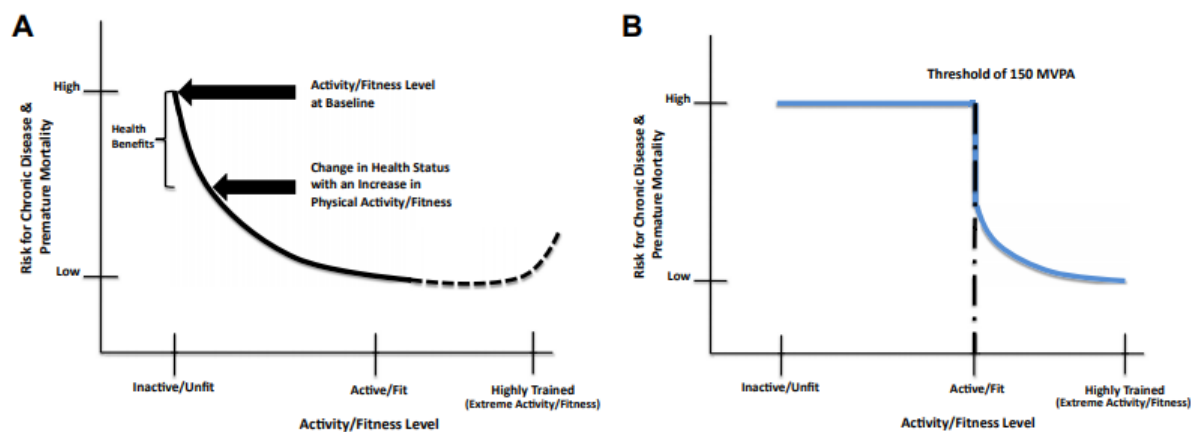 A
Risk for Chronic Disease &
Premature Mortality
High
Low
Health
Benefits
Activity/Fitness Level
at Baseline
Change in Health Status
with an Increase in
Physical Activity/Fitness
Inactive/Unfit
Active/Fit
Highly Trained
(Extreme Activity/Fitness)
Activity/Fitness Level
B
Risk for Chronic Disease &
Premature Mortality
High
Low
Threshold of 150 MVPA
Inactive/Unfit
Active/Fit
Highly Trained
(Extreme Activity/Fitness)
Activity/Fitness Level